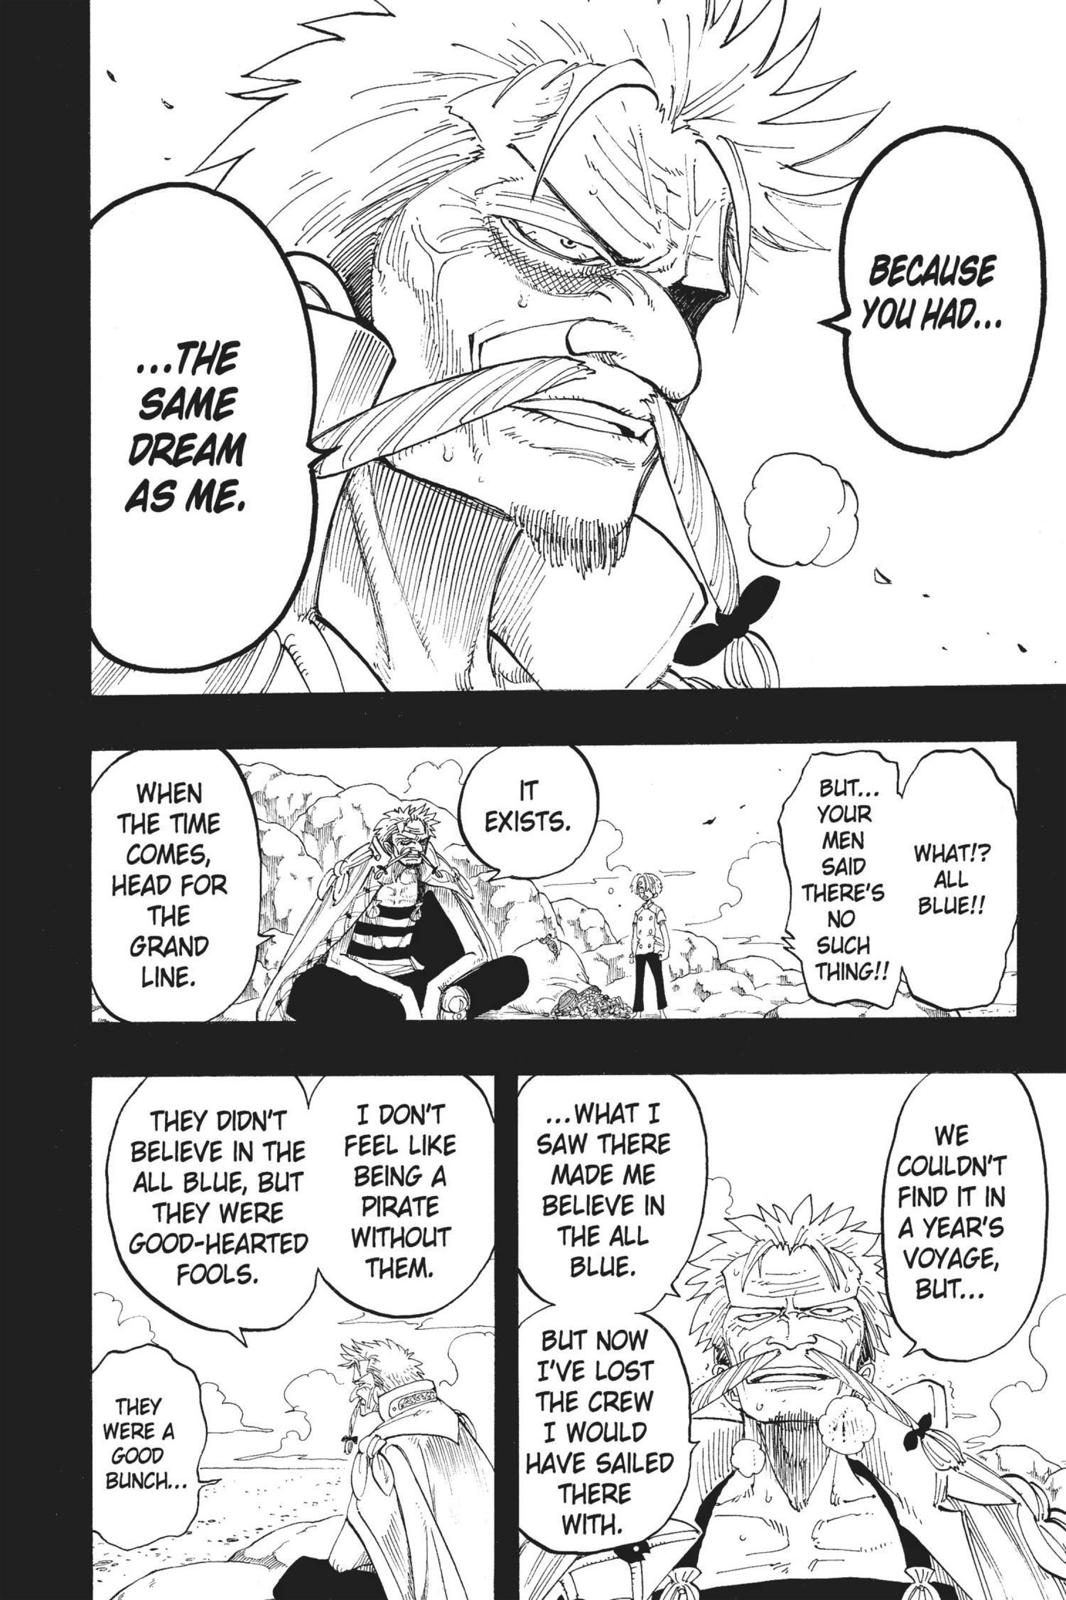 BECAUSE
YOU HAD...
...THE
SAME
DREAM
AS ME.
WHAT!?
ALL
BLUE!!
BUT...
YOUR
MEN
SAID
THERE'S
NO
SUCH
THING!!
IT
EXISTS.
WHEN
THE TIME
COMES,
HEAD FOR
THE
GRAND
LINE.
WE
COULDN'T
FIND IT IN
A YEAR'S
VOYAGE,
BUT...
...WHAT I
SAW THERE
MADE ME
BELIEVE IN
THE ALL
BLUE.
BUT NOW
I'VE LOST
THE CREW
I WOULD
HAVE SAILED
THERE
WITH.
I DON'T
FEEL LIKE
BEING A
PIRATE
WITHOUT
THEM.
THEY DIDN'T
BELIEVE IN THE
ALL BLUE, BUT
THEY WERE
GOOD-HEARTED
FOOLS.
THEY
WERE A
GOOD
BUNCH...